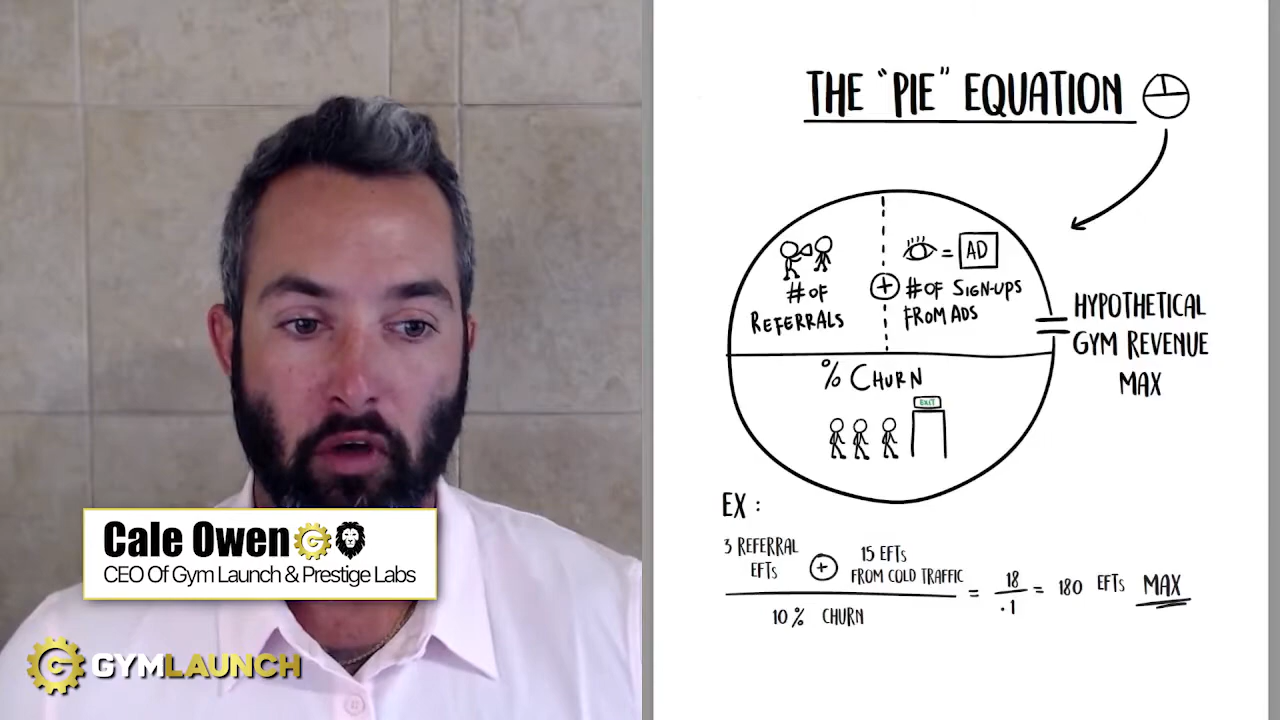 Cale Owen
CEO Of Gym Launch & Prestige Labs
G GYMLAUNCH
THE "PIE" EQUATION
# OF
REFERRALS
+
= AD
# OF SIGN-UPS
FROM ADS
% CHURN
EXIT
=
HYPOTHETICAL
GYM REVENUE
MAX
EX :
3 REFERRAL
EFTS
+
15 EFTs
FROM COLD TRAFFIC
10% CHURN
= 18
.1
= 180 EFTs MAX